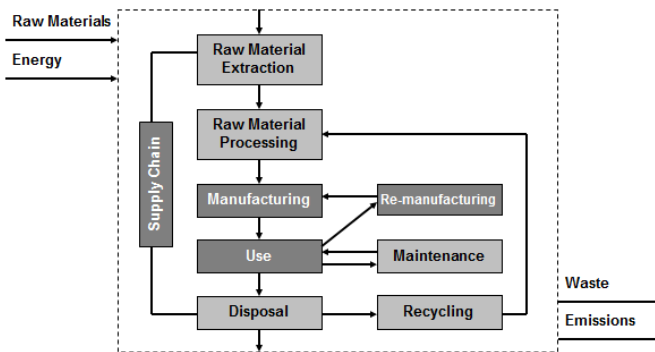 Raw Materials
Energy
Raw Material
Extraction
Raw Material
Processing
Supply Chain
Manufacturing
Re-manufacturing
Use
Maintenance
Disposal
Recycling
Waste
Emissions